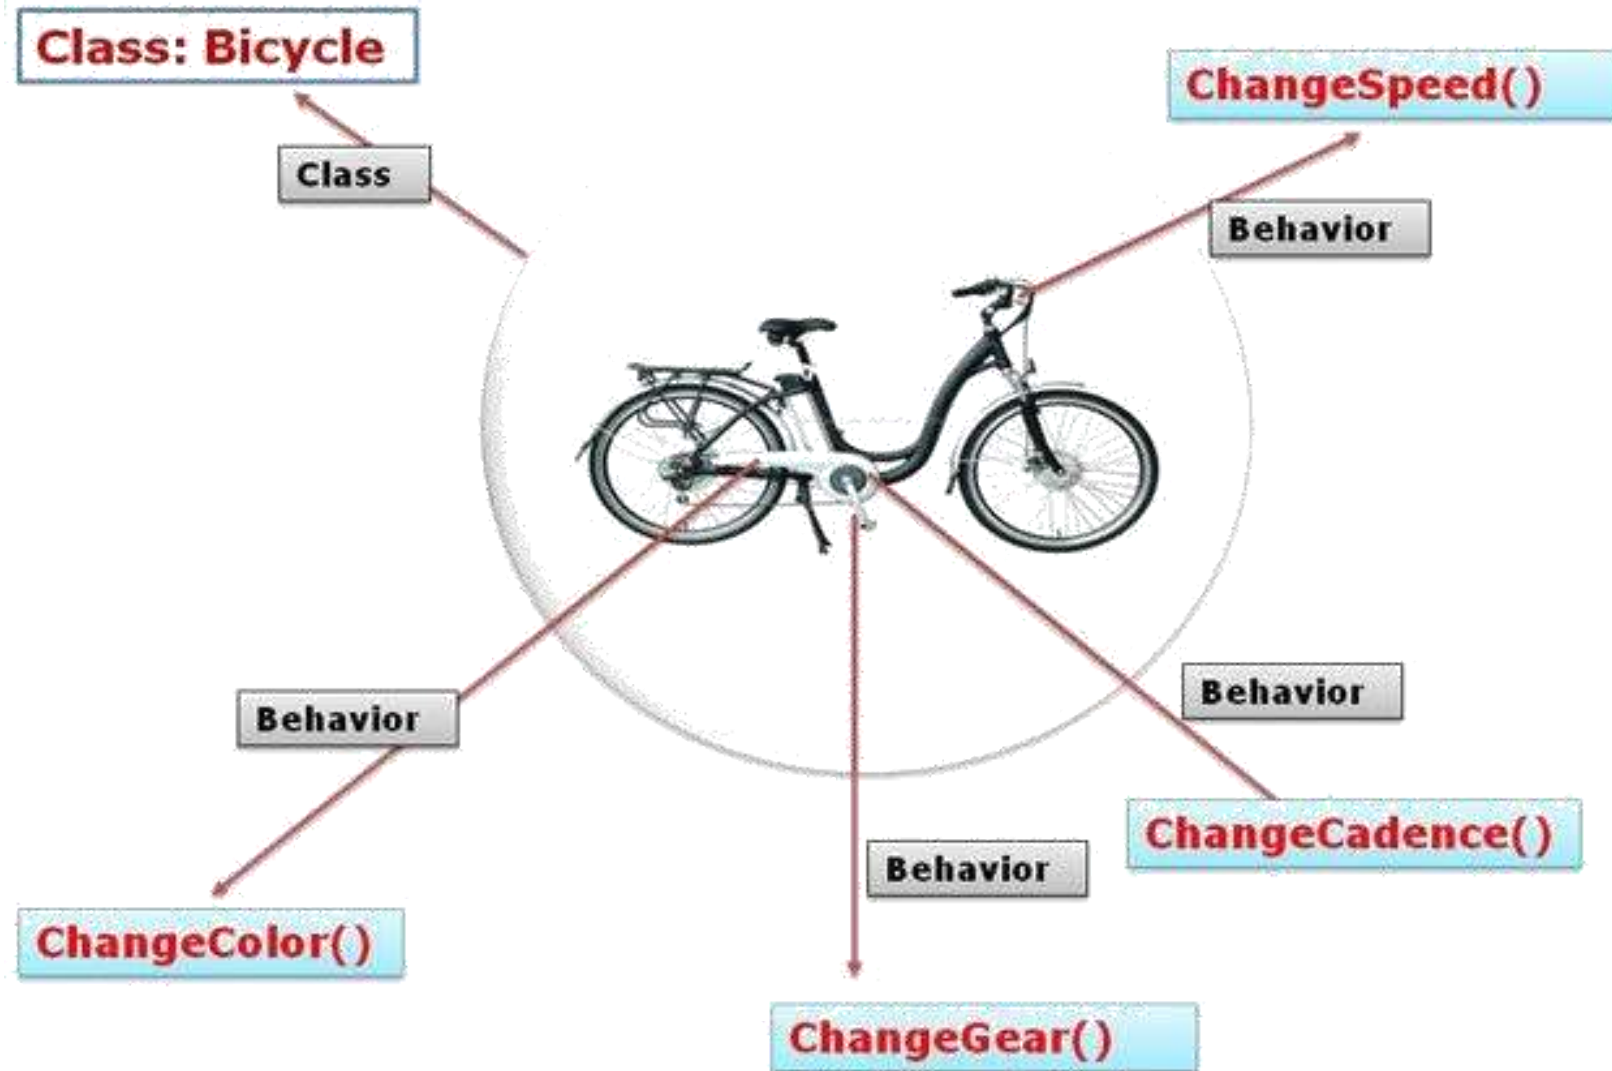 Class: Bicycle
ChangeSpeed()
Class
Behavior
Behavior
Behavior
ChangeCadence()
Behavior
ChangeColor()
ChangeGear()